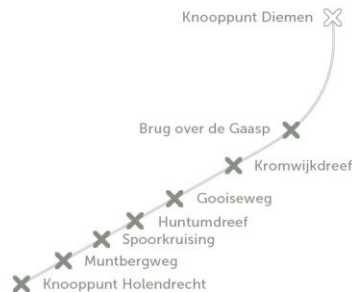 Knooppunt Diemen
Brug over de Gaasp
Kromwijkdreef
Gooiseweg
Huntumdreef
Spoorkruising
Muntbergweg
Knooppunt Holendrecht